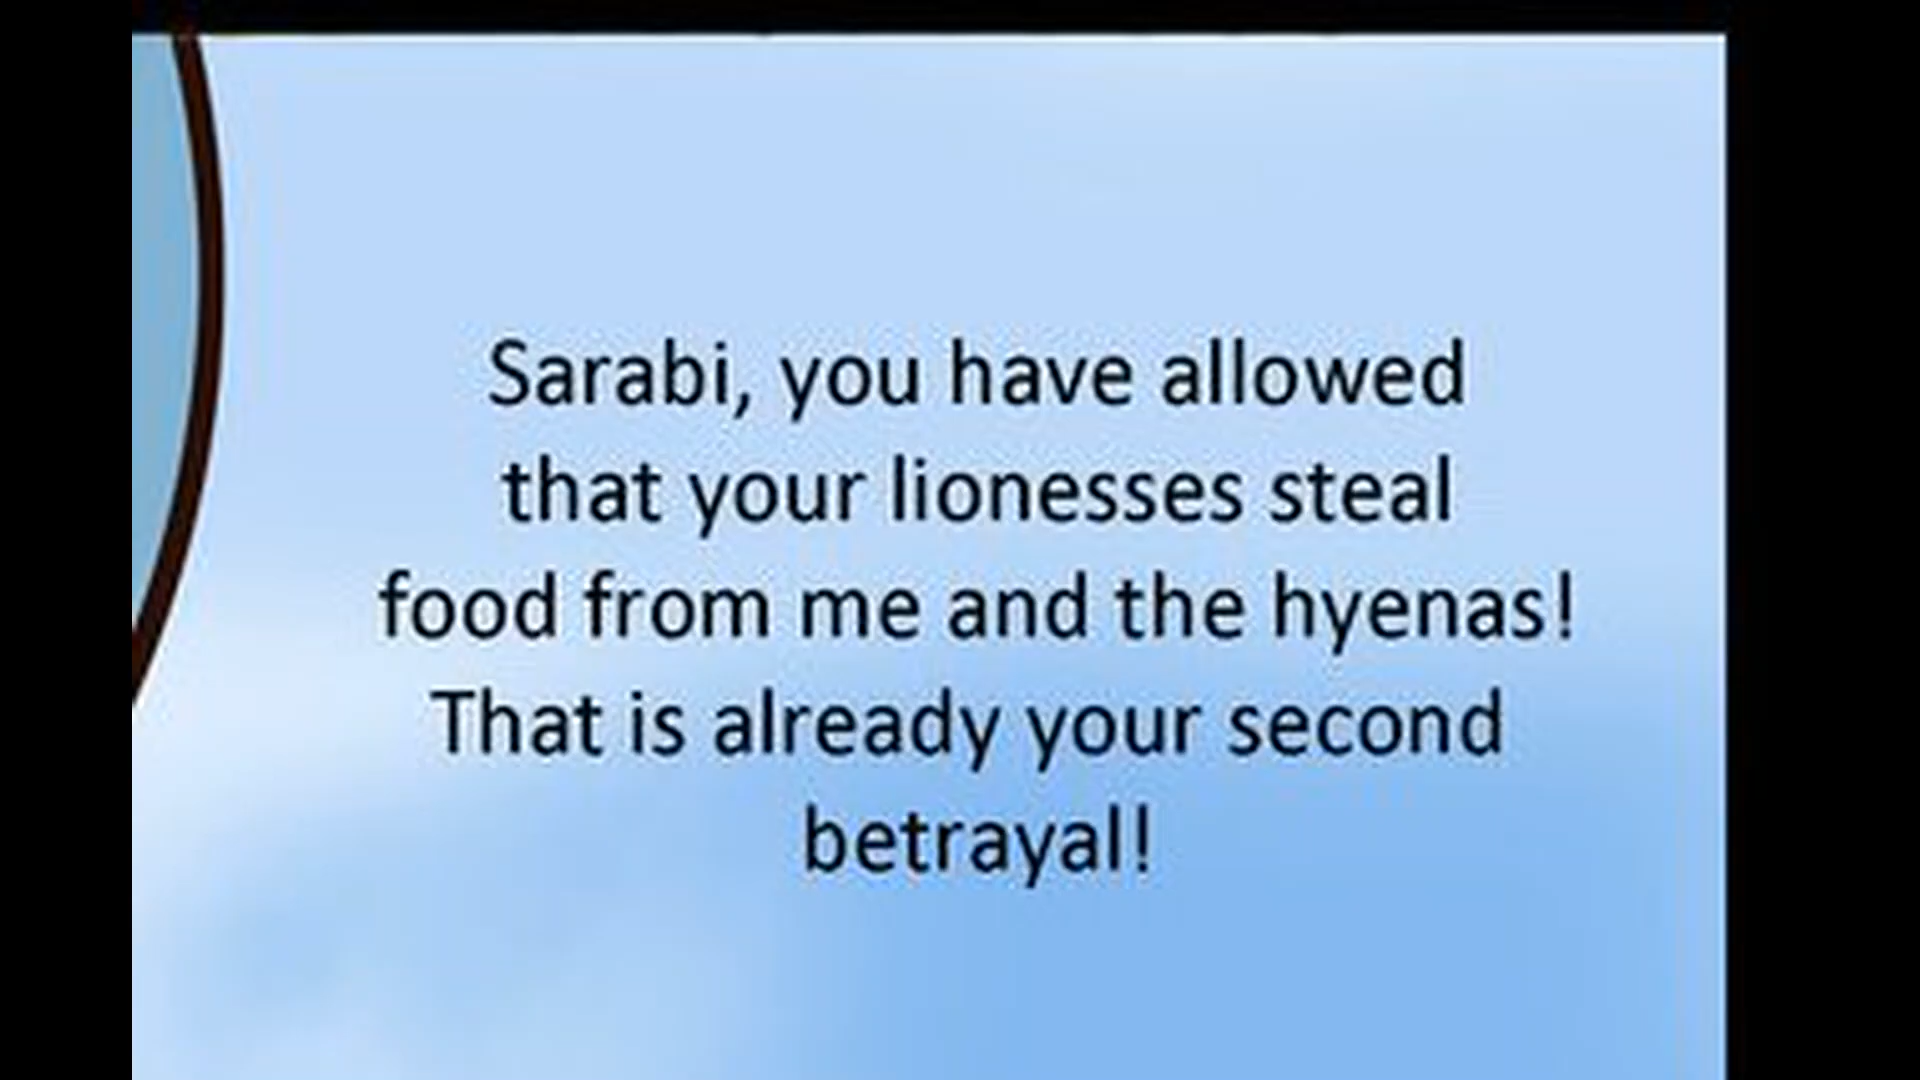 Sarabi, you have allowed
that your lionesses steal
food from me and the hyenas!
That is already your second
betrayal!